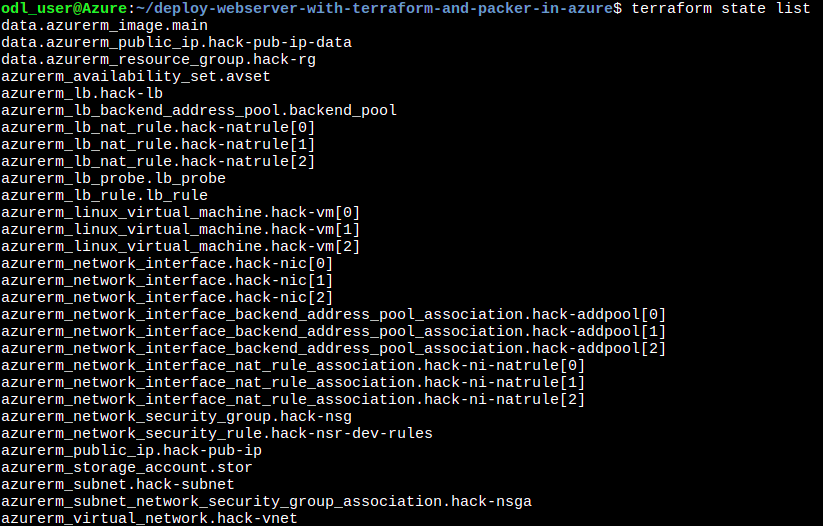 odl_user@Azure:~/deploy-webserver-with-terraform-and-packer-in-azure$ terraform state list
data.azurerm_image.main
data.azurerm_public_ip.hack-pub-ip-data
data.azurerm_resource_group.hack-rg
azurerm_availability_set.avset
azurerm_lb.hack-lb
azurerm_lb_backend_address_pool.backend_pool
azurerm_lb_nat_rule.hack-natrule[0]
azurerm_lb_nat_rule.hack-natrule[1]
azurerm_lb_nat_rule.hack-natrule[2]
azurerm_lb_probe.lb_probe
azurerm_lb_rule.lb_rule
azurerm_linux_virtual_machine.hack-vm[0]
azurerm_linux_virtual_machine.hack-vm[1]
azurerm_linux_virtual_machine.hack-vm[2]
azurerm_network_interface.hack-nic[0]
azurerm_network_interface.hack-nic[1]
azurerm_network_interface.hack-nic[2]
azurerm_network_interface_backend_address_pool_association.hack-addpool[0]
azurerm_network_interface_backend_address_pool_association.hack-addpool[1]
azurerm_network_interface_backend_address_pool_association.hack-addpool[2]
azurerm_network_interface_nat_rule_association.hack-ni-natrule[0]
azurerm_network_interface_nat_rule_association.hack-ni-natrule[1]
azurerm_network_interface_nat_rule_association.hack-ni-natrule[2]
azurerm_network_security_group.hack-nsg
azurerm_network_security_rule.hack-nsr-dev-rules
azurerm_public_ip.hack-pub-ip
azurerm_storage_account.stor
azurerm_subnet.hack-subnet
azurerm_subnet_network_security_group_association.hack-nsga
azurerm_virtual_network.hack-vnet